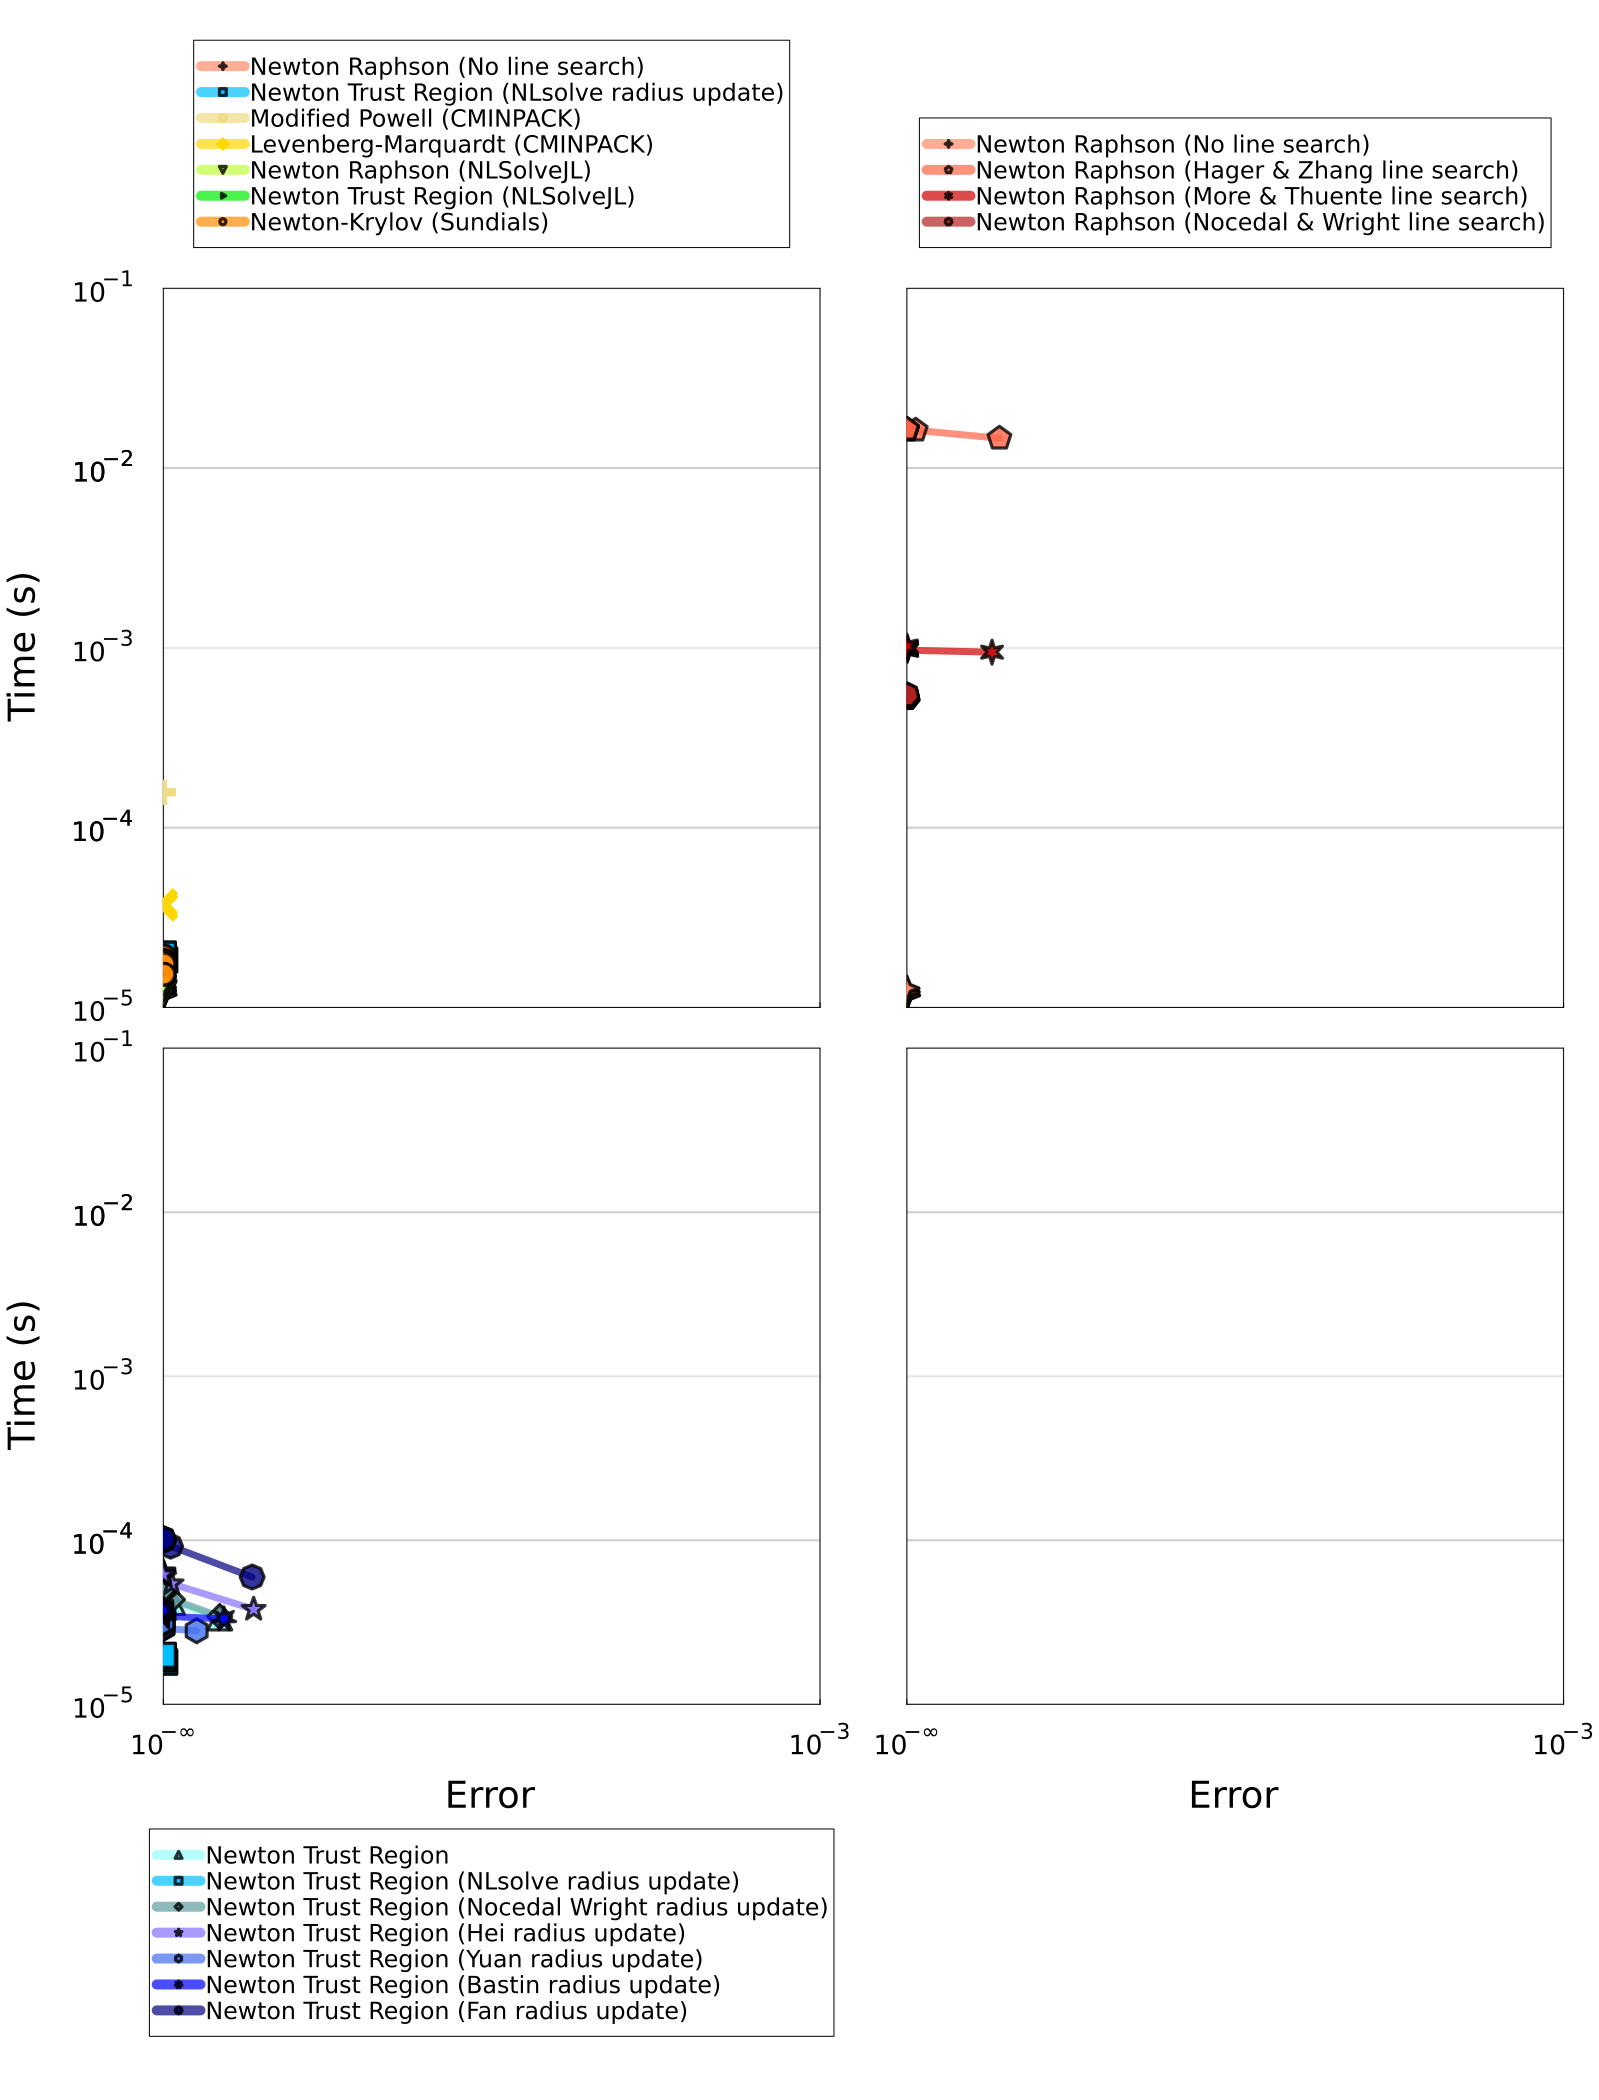 Newton Raphson (No line search)
Newton Trust Region (NLsolve radius update)
Modified Powell (CMINPACK)
Levenberg-Marquardt (CMINPACK)
Newton Raphson (NLSolveJL)
Newton Trust Region (NLSolveJL)
Newton-Krylov (Sundials)
Newton Raphson (No line search)
Newton Raphson (Hager & Zhang line search)
Newton Raphson (More & Thuente line search)
Newton Raphson (Nocedal & Wright line search)
10⁻¹
10⁻²
10⁻³
10⁻⁴
10⁻⁵
Time (s)
10⁻¹
10⁻²
10⁻³
10⁻⁴
10⁻⁵
Time (s)
10^−∞
10⁻³
10^−∞
10⁻³
Error
Error
Newton Trust Region
Newton Trust Region (NLsolve radius update)
Newton Trust Region (Nocedal Wright radius update)
Newton Trust Region (Hei radius update)
Newton Trust Region (Yuan radius update)
Newton Trust Region (Bastin radius update)
Newton Trust Region (Fan radius update)